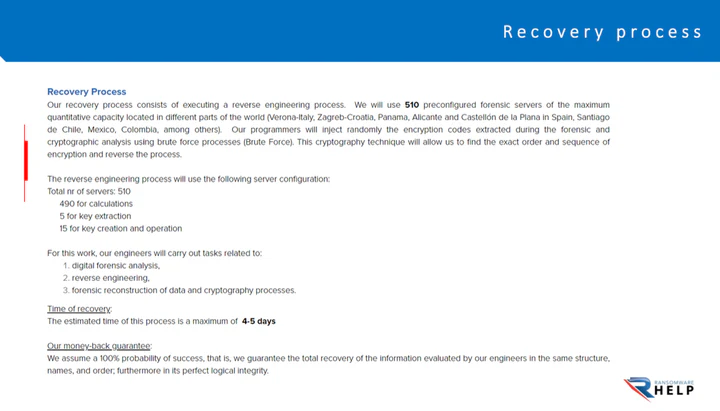 Recovery process
Recovery Process
Our recovery process consists of executing a reverse engineering process. We will use 510 preconfigured forensic servers of the maximum
quantitative capacity located in different parts of the world (Verona-Italy, Zagreb-Croatia, Panama, Alicante and Castellón de la Plana in Spain, Santiago
de Chile, Mexico, Colombia, among others). Our programmers will inject randomly the encryption codes extracted during the forensic and
cryptographic analysis using brute force processes (Brute Force). This cryptography technique will allow us to find the exact order and sequence of
encryption and reverse the process.
The reverse engineering process will use the following server configuration:
Total nr of servers: 510
490 for calculations
5 for key extraction
15 for key creation and operation
For this work, our engineers will carry out tasks related to:
1. digital forensic analysis,
2. reverse engineering,
3. forensic reconstruction of data and cryptography processes.
Time of recovery:
The estimated time of this process is a maximum of 4-5 days
Our money-back guarantee:
We assume a 100% probability of success, that is, we guarantee the total recovery of the information evaluated by our engineers in the same structure,
names, and order; furthermore in its perfect logical integrity.
RANSOMWARE
HELP